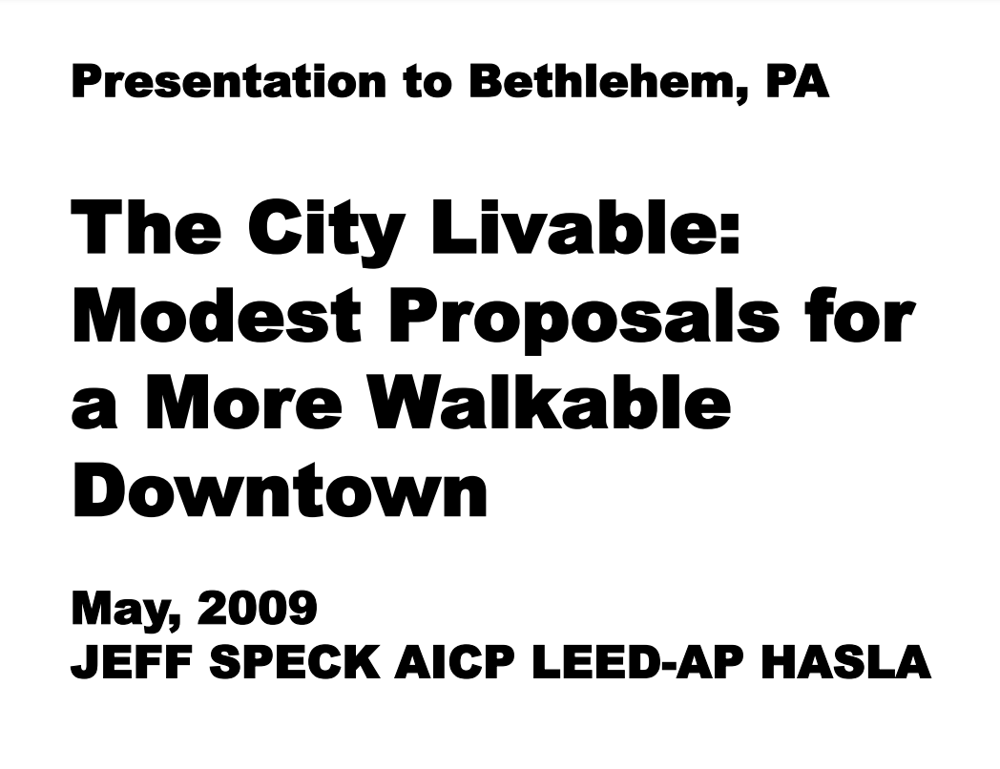 Presentation to Bethlehem, PA
The City Livable:
Modest Proposals for
a More Walkable
Downtown
May, 2009
JEFF SPECK AICP LEED-AP HASLA